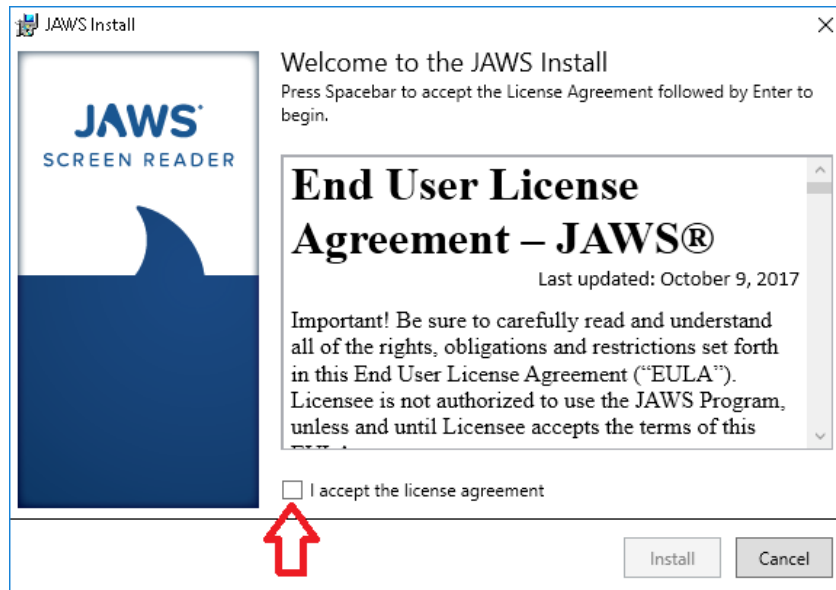 JAWS Install
JAWS
SCREEN READER
Welcome to the JAWS Install
Press Spacebar to accept the License Agreement followed by Enter to
begin.
End User License
Agreement – JAWS®
Last updated: October 9, 2017
Important! Be sure to carefully read and understand
all of the rights, obligations and restrictions set forth
in this End User License Agreement (“EULA”).
Licensee is not authorized to use the JAWS Program,
unless and until Licensee accepts the terms of this
I accept the license agreement
Install
Cancel